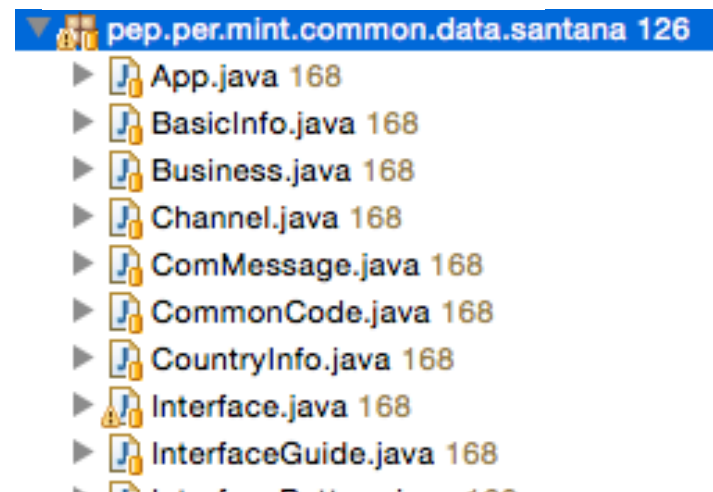 pep.per.mint.common.data.santana 126
App.java 168
BasicInfo.java 168
Business.java 168
Channel.java 168
ComMessage.java 168
CommonCode.java 168
CountryInfo.java 168
Interface.java 168
InterfaceGuide.java 168